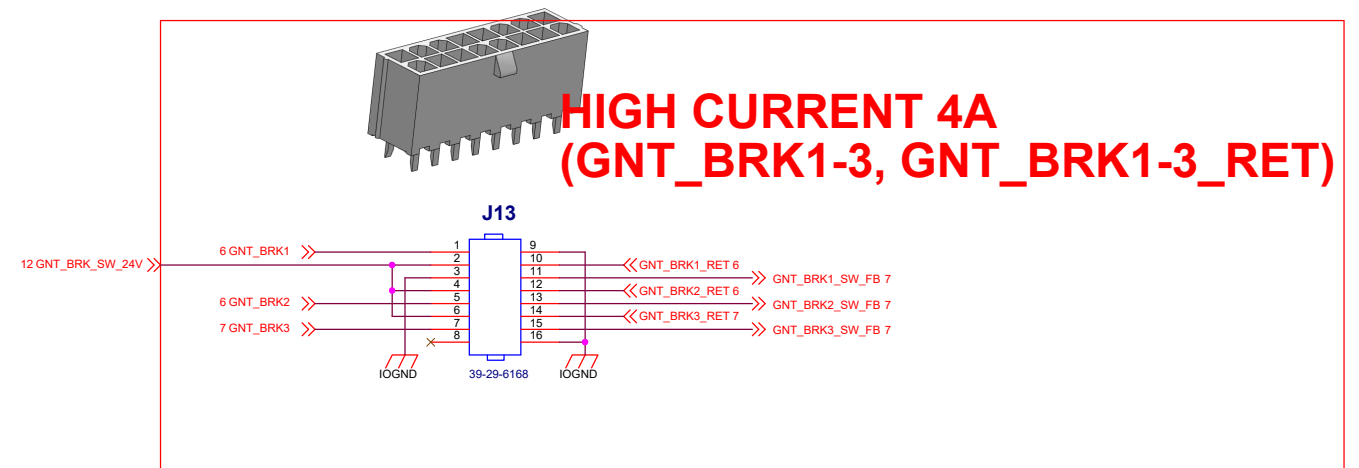 HIGH CURRENT 4A
(GNT_BRK1-3, GNT_BRK1-3_RET)
J13
6 GNT_BRK1
12 GNT_BRK_SW_24V
6 GNT_BRK2
7 GNT_BRK3
1
2
3
4
5
6
7
8
9
10
11
12
13
14
15
16
GNT_BRK1_RET 6
GNT_BRK1_SW_FB 7
GNT_BRK2_RET 6
GNT_BRK2_SW_FB 7
GNT_BRK3_RET 7
GNT_BRK3_SW_FB 7
IOGND
39-29-6168
IOGND